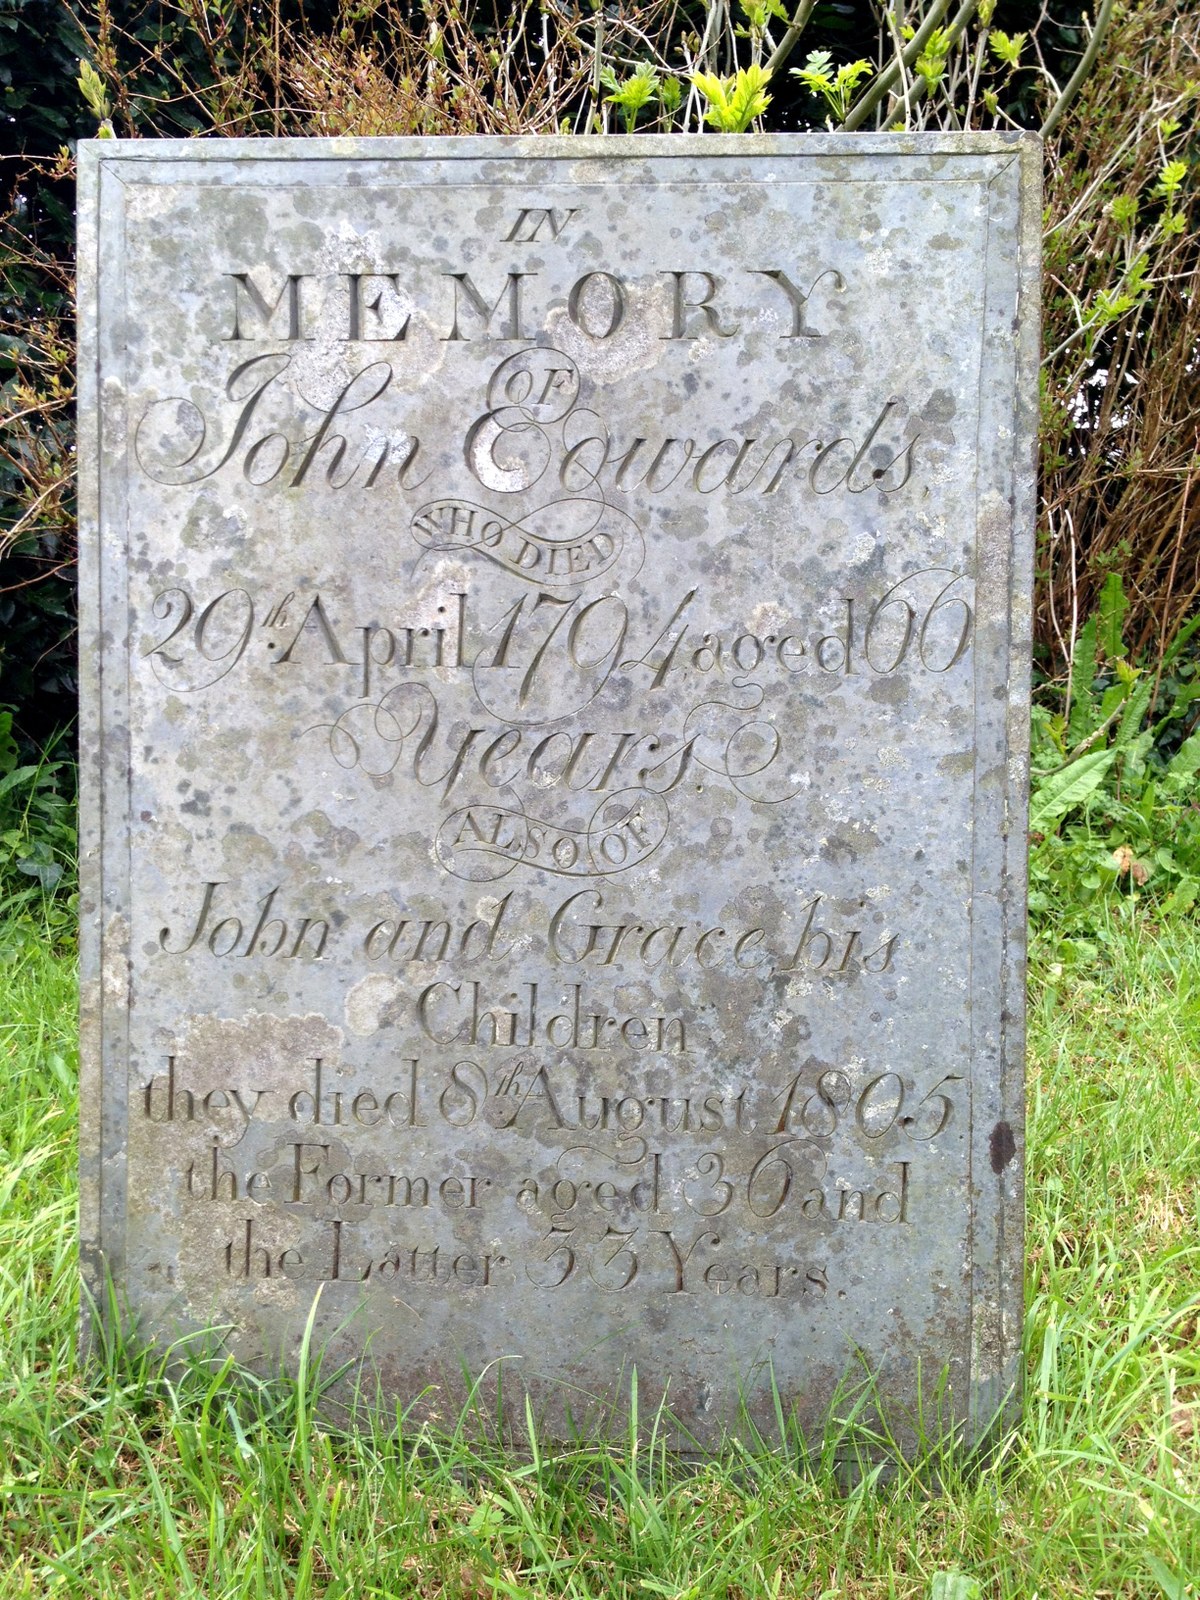 IN
MEMORY
OF
John Edwards,
WHO DIED
29th. April 1794, aged 66
Years.
ALSO OF
John and Grace, his
Children
they died 8th August 1805
the Former aged 36 and
the Latter 33 Years.